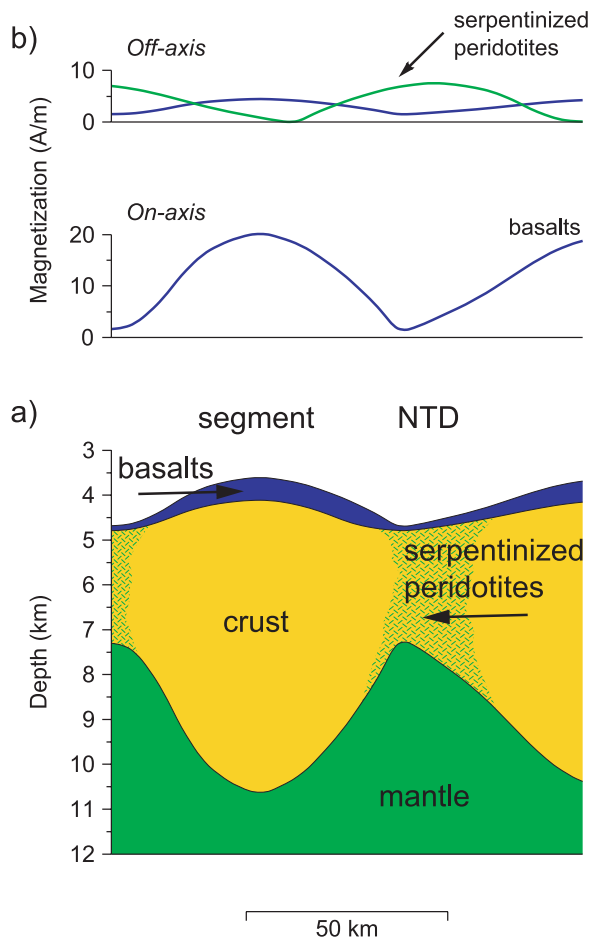 b)
Off-axis
serpentinized
peridotites
10
0
Magnetization (A/m)
On-axis
basalts
20
10
0
a)
segment
NTD
3
basalts
4
5
serpentinized
peridotites
6
crust
7
Depth (km)
8
9
10
mantle
11
12
50 km